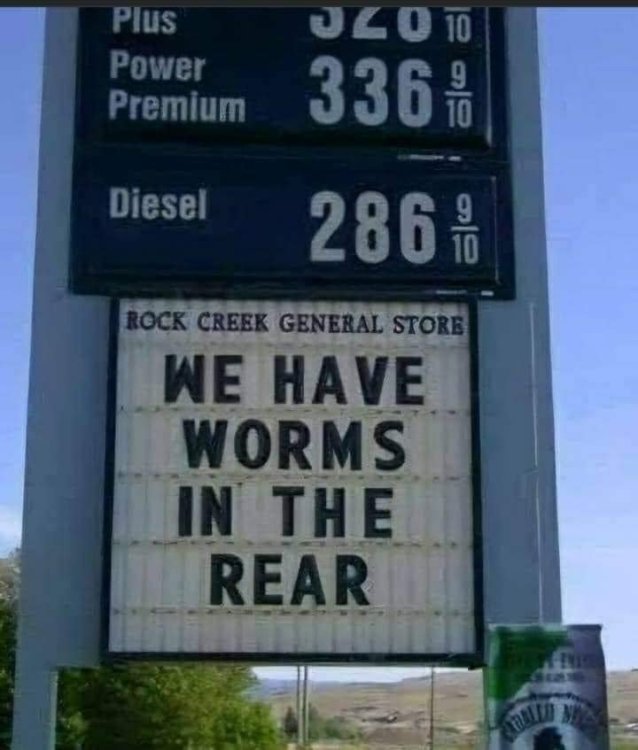 Plus
Power
Premium 336 9/10
Diesel 286 9/10
ROCK CREEK GENERAL STORE
WE HAVE
WORMS
IN THE
REAR